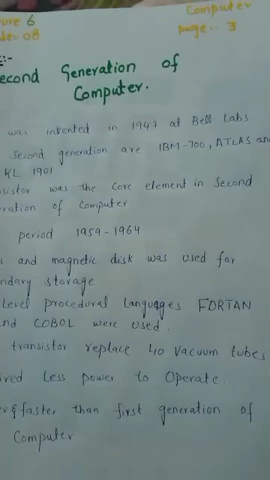 ure 6
Computer
de:-08
page:- 3
econd Generation of
Computer.
was intented in 1947 at Bell Labs
Second generation are IBM-700, ATLAS an
KL 1901
sistor was the core element in Second
ration of Computer
period 1959-1964
s and magnetic disk was used for
ndary storage
level procedural languages FORTAN
nd COBOL were used.
transistor replace 40 Vacuum tubes
ired Less power to Operate.
r & faster than first generation of
Computer